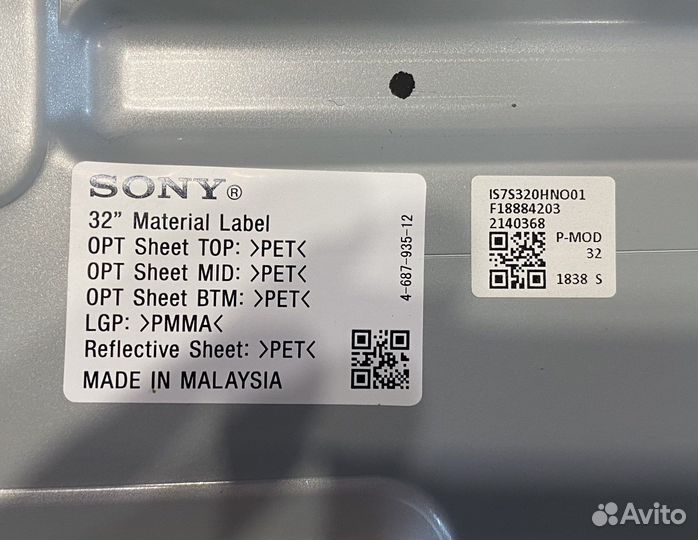 SONY®
32” Material Label
OPT Sheet TOP: >PET<
OPT Sheet MID: >PET<
OPT Sheet BTM: >PET<
LGP: >PMMA<
Reflective Sheet: >PET<
MADE IN MALAYSIA
4-687-935-12
IS7S320HNO01
F18884203
2140368
P-MOD
32
1838 S
Avito